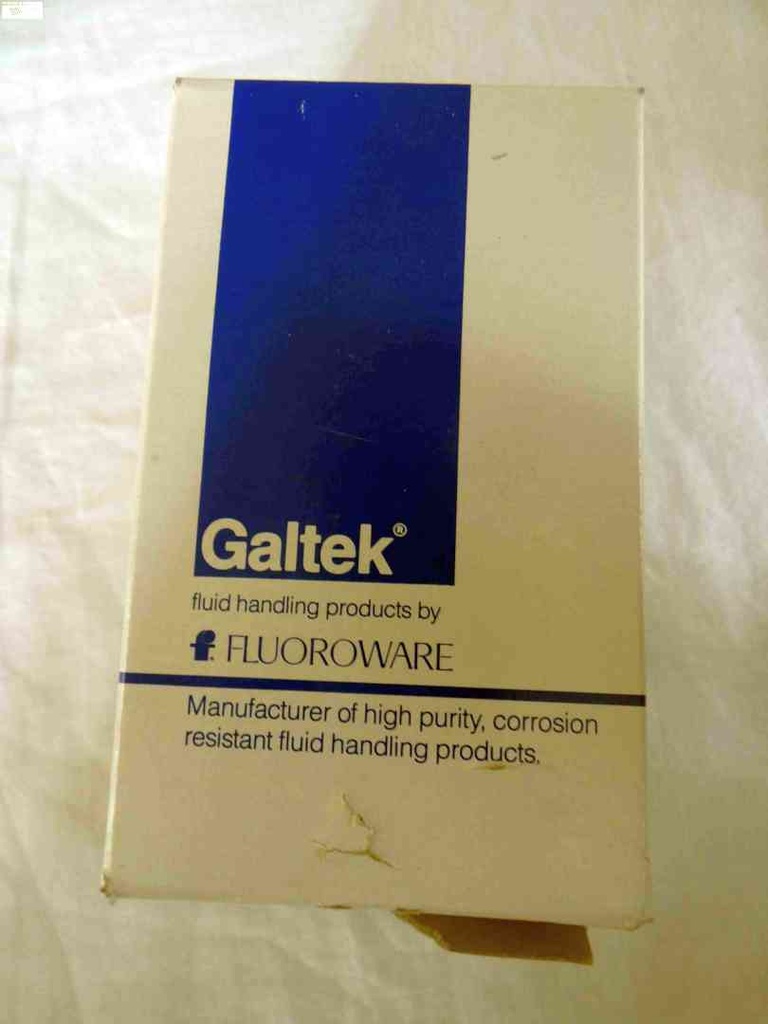 Galtek®
fluid handling products by
FLUOROWARE
Manufacturer of high purity, corrosion
resistant fluid handling products.